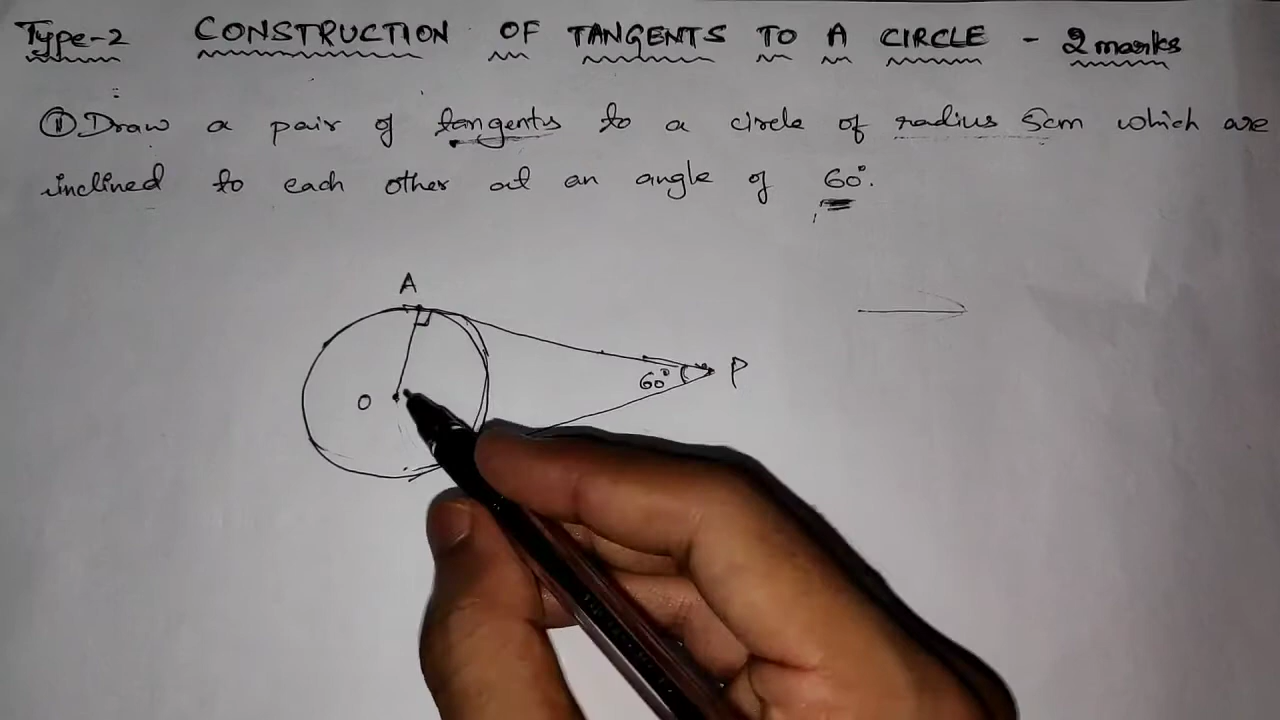 Type-2 CONSTRUCTION OF TANGENTS TO A CIRCLE - 2 marks
① Draw a pair of tangents to a circle of radius 5cm which are
inclined to each other at an angle of 60°.
A
60° P
O